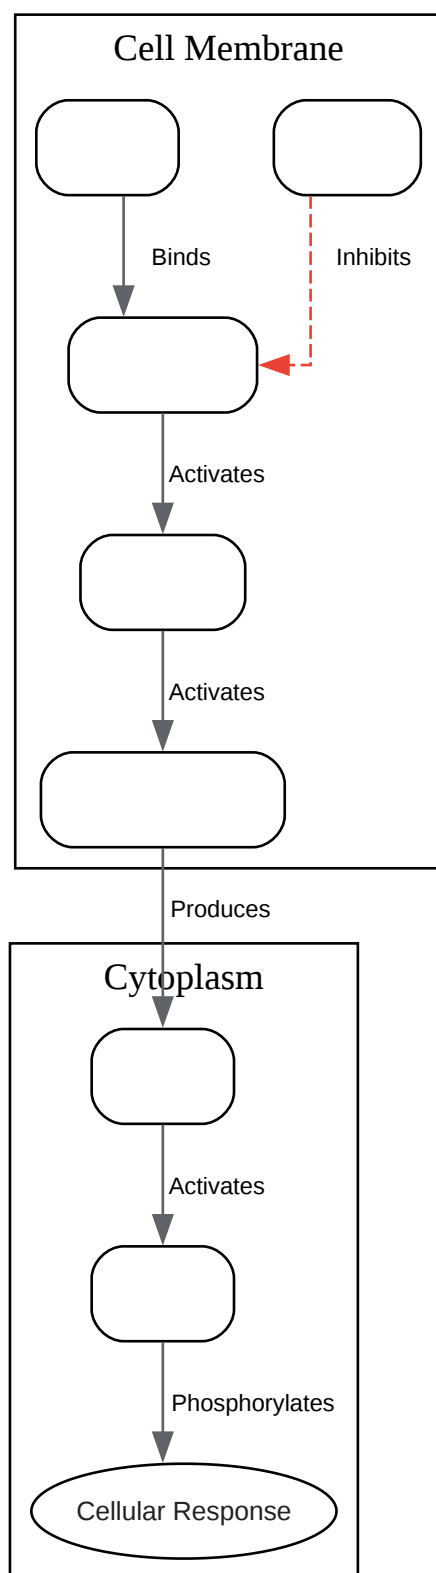 Cell Membrane
Binds
Inhibits
Activates
Activates
Produces
Cytoplasm
Activates
Phosphorylates
Cellular Response